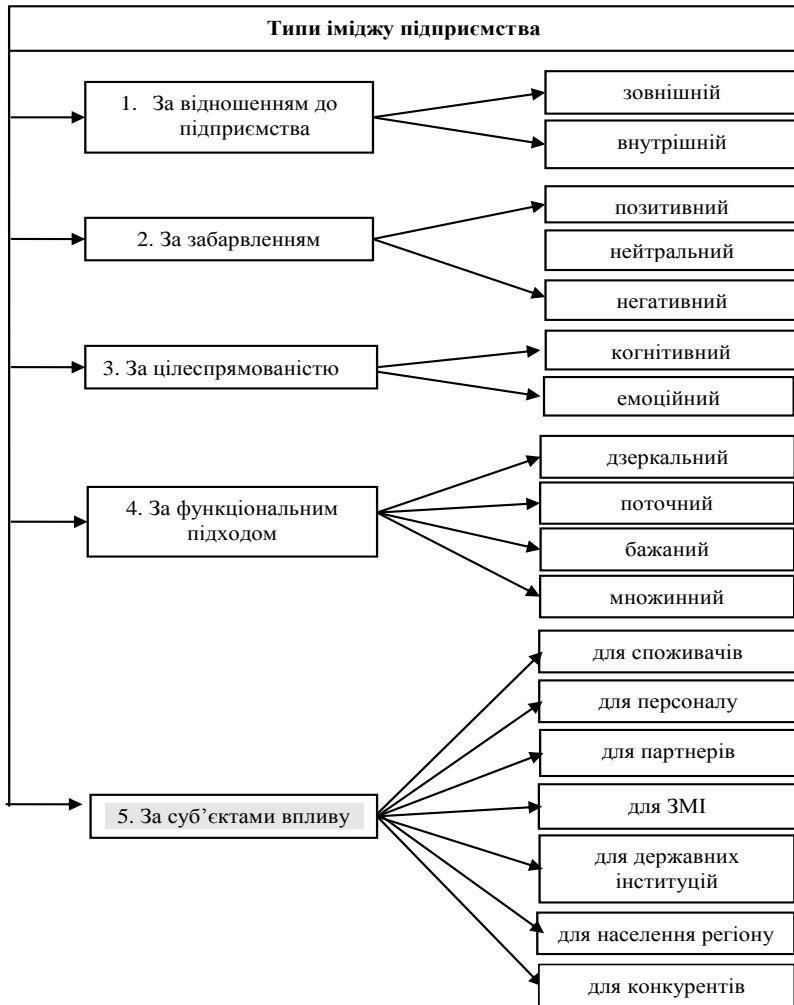 Типи іміджу підприємства
1. За відношенням до
підприємства
зовнішній
внутрішній
2. За забарвленням
позитивний
нейтральний
негативний
3. За цілеспрямованістю
когнітивний
емоційний
4. За функціональним
підходом
дзеркальний
поточний
бажаний
множинний
5. За суб’єктами впливу
для споживачів
для персоналу
для партнерів
для ЗМІ
для державних
інституцій
для населення регіону
для конкурентів